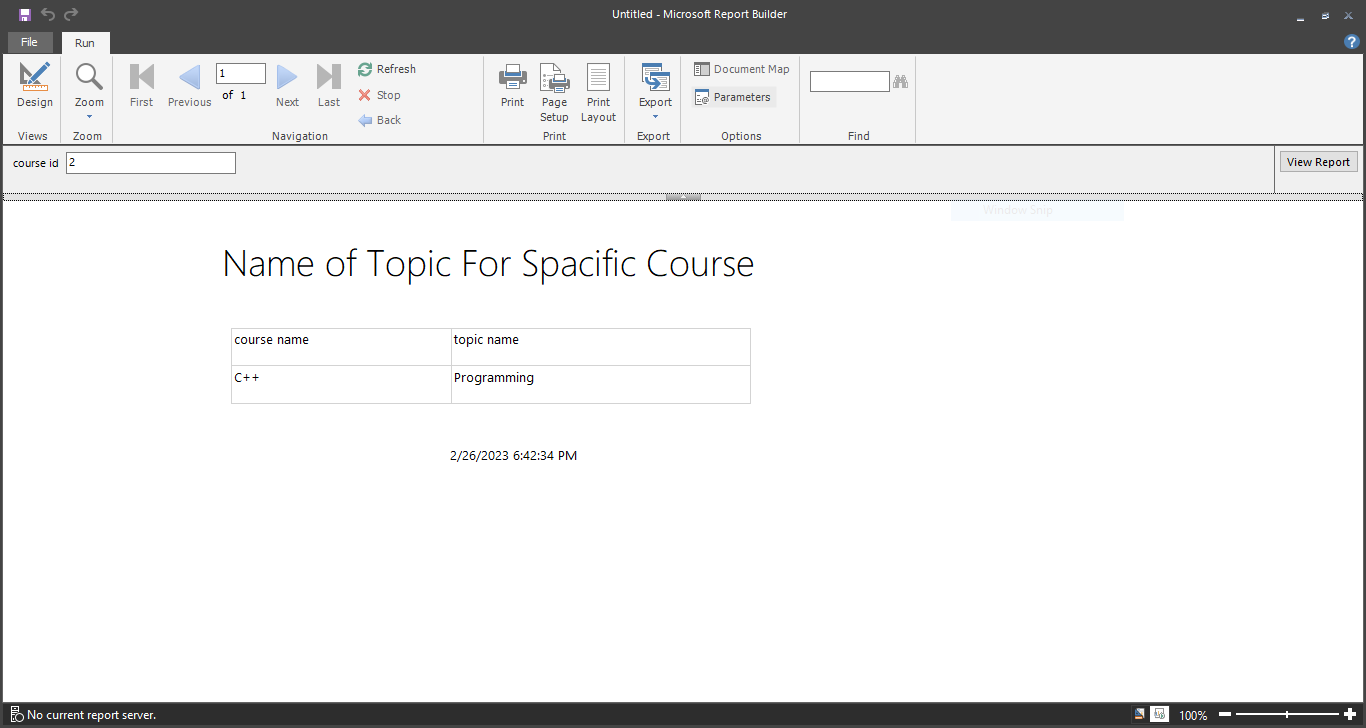 Untitled - Microsoft Report Builder
File Run
Design
Zoom
First
Previous
1
of 1
Next
Last
Refresh
Stop
Back
Print
Page
Setup
Print
Layout
Export
Document Map
Parameters
Views
Zoom
Navigation
Print
Export
Options
Find
course id 2
View Report
Window Snip
Name of Topic For Spacific Course
course name topic name
C++ Programming
2/26/2023 6:42:34 PM
No current report server.
100%